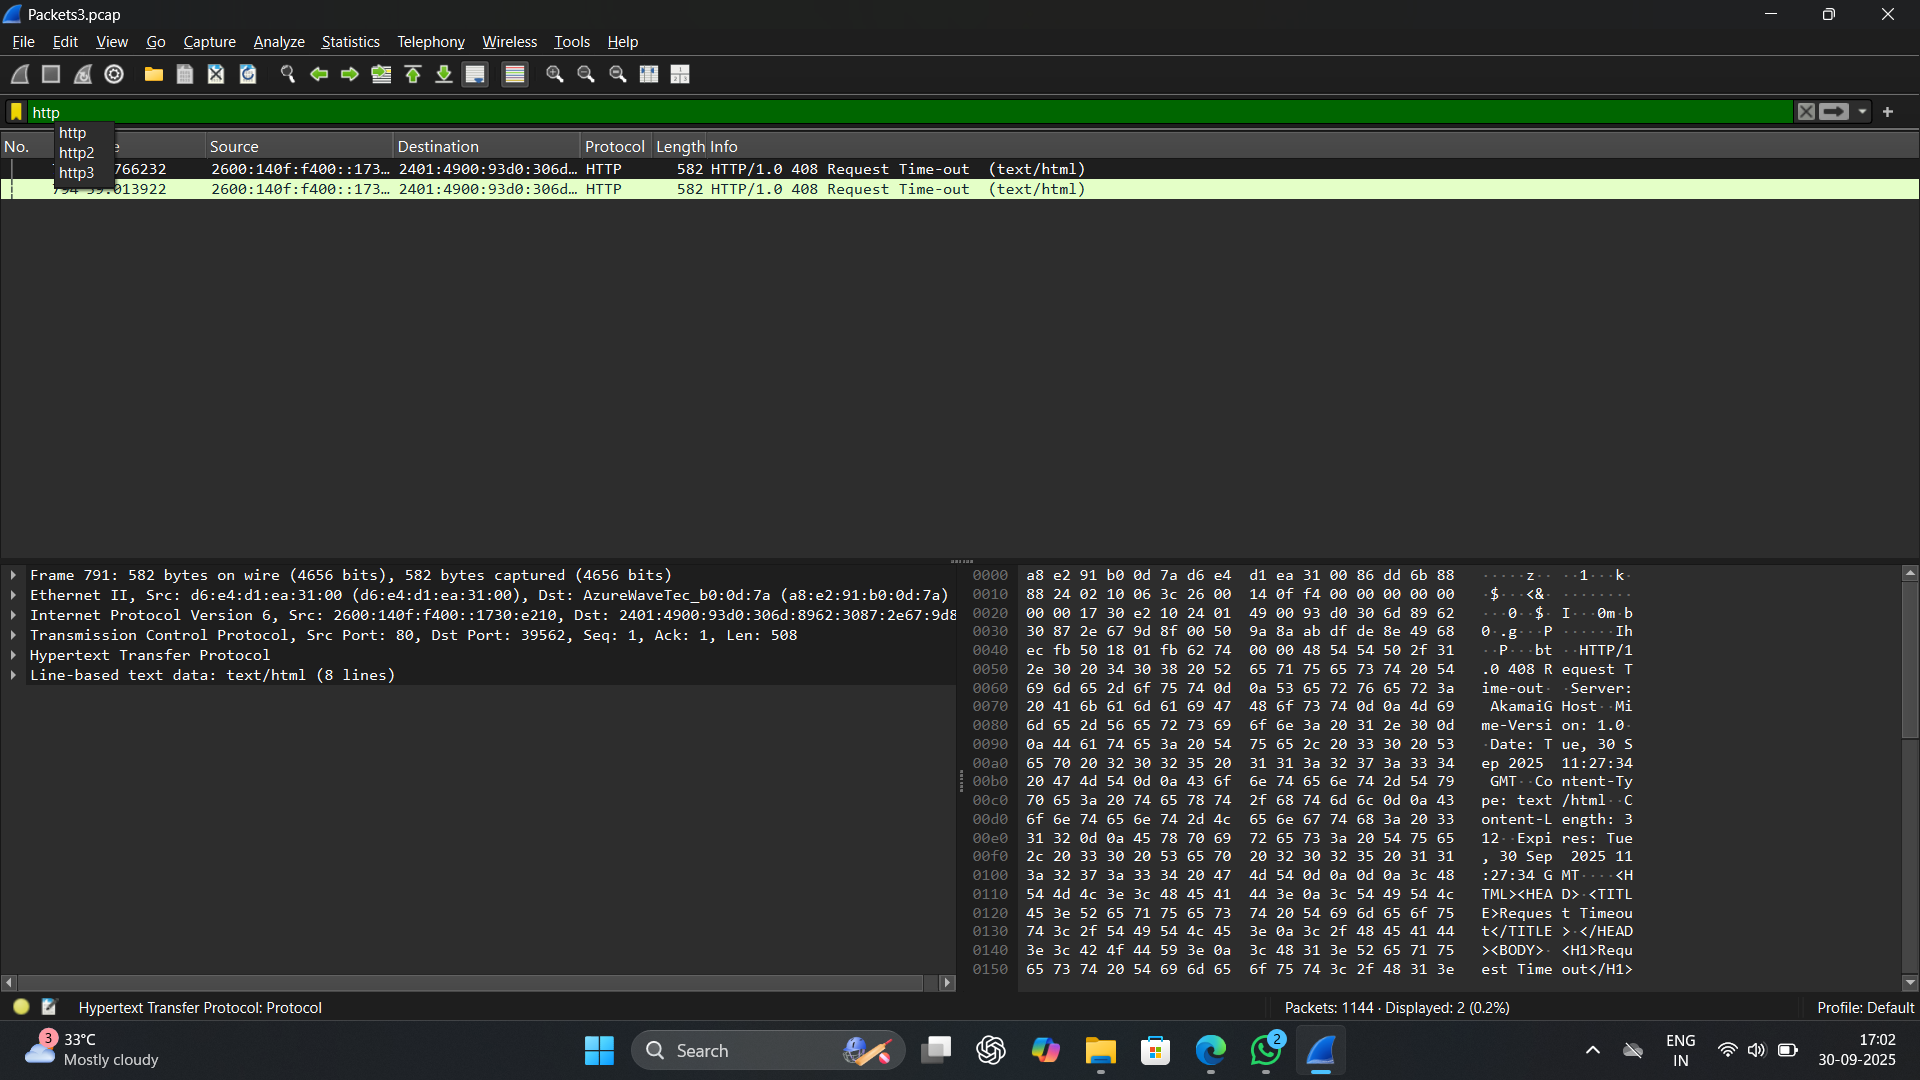 Packets3.pcap
File Edit View Go Capture Analyze Statistics Telephony Wireless Tools Help
http
http
http2
http3
No. Source Destination Protocol Length Info
766232 2600:140f:f400::173… 2401:4900:93d0:306d… HTTP 582 HTTP/1.0 408 Request Time-out (text/html)
794 59.013922 2600:140f:f400::173… 2401:4900:93d0:306d… HTTP 582 HTTP/1.0 408 Request Time-out (text/html)
Frame 791: 582 bytes on wire (4656 bits), 582 bytes captured (4656 bits)
Ethernet II, Src: d6:e4:d1:ea:31:00 (d6:e4:d1:ea:31:00), Dst: AzureWaveTec_b0:0d:7a (a8:e2:91:b0:0d:7a)
Internet Protocol Version 6, Src: 2600:140f:f400::1730:e210, Dst: 2401:4900:93d0:306d:8962:3087:2e67:9d8
Transmission Control Protocol, Src Port: 80, Dst Port: 39562, Seq: 1, Ack: 1, Len: 508
Hypertext Transfer Protocol
Line-based text data: text/html (8 lines)
0000 a8 e2 91 b0 0d 7a d6 e4 d1 ea 31 00 86 dd 6b 88 ·····z·· ··1···k·
0010 88 24 02 10 06 3c 26 00 14 0f f4 00 00 00 00 00 ·$···<&· ········
0020 00 00 17 30 e2 10 24 01 49 00 93 d0 30 6d 89 62 ···0··$· I···0m·b
0030 30 87 2e 67 9d 8f 00 50 9a 8a ab df de 8e 49 68 0·.g···P ······Ih
0040 ec fb 50 18 01 fb 62 74 00 00 48 54 54 50 2f 31 ··P···bt ··HTTP/1
0050 2e 30 20 34 30 38 20 52 65 71 75 65 73 74 20 54 .0 408 R equest T
0060 69 6d 65 2d 6f 75 74 0d 0a 53 65 72 76 65 72 3a ime-out· ·Server:
0070 20 41 6b 61 6d 61 69 47 48 6f 73 74 0d 0a 4d 69 AkamaiG Host··Mi
0080 6d 65 2d 56 65 72 73 69 6f 6e 3a 20 31 2e 30 0d me-Versi on: 1.0·
0090 0a 44 61 74 65 3a 20 54 75 65 2c 20 33 30 20 53 ·Date: T ue, 30 S
00a0 65 70 20 32 30 32 35 20 31 31 3a 32 37 3a 33 34 ep 2025 11:27:34
00b0 20 47 4d 54 0d 0a 43 6f 6e 74 65 6e 74 2d 54 79 GMT··Co ntent-Ty
00c0 70 65 3a 20 74 65 78 74 2f 68 74 6d 6c 0d 0a 43 pe: text /html··C
00d0 6f 6e 74 65 6e 74 2d 4c 65 6e 67 74 68 3a 20 33 ontent-L ength: 3
00e0 31 32 0d 0a 45 78 70 69 72 65 73 3a 20 54 75 65 12··Expi res: Tue
00f0 2c 20 33 30 20 53 65 70 20 32 30 32 35 20 31 31 , 30 Sep 2025 11
0100 3a 32 37 3a 33 34 20 47 4d 54 0d 0a 0d 0a 3c 48 :27:34 G MT····<H
0110 54 4d 4c 3e 3c 48 45 41 44 3e 0a 3c 54 49 54 4c TML><HEA D>·<TITL
0120 45 3e 52 65 71 75 65 73 74 20 54 69 6d 65 6f 75 E>Reques t Timeou
0130 74 3c 2f 54 49 54 4c 45 3e 0a 3c 2f 48 45 41 44 t</TITLE >·</HEAD
0140 3e 3c 42 4f 44 59 3e 0a 3c 48 31 3e 52 65 71 75 ><BODY>· <H1>Requ
0150 65 73 74 20 54 69 6d 65 6f 75 74 3c 2f 48 31 3e est Time out</H1>
Hypertext Transfer Protocol: Protocol
Packets: 1144 · Displayed: 2 (0.2%)
Profile: Default
3
33°C
Mostly cloudy
Search
2
ENG
IN
17:02
30-09-2025